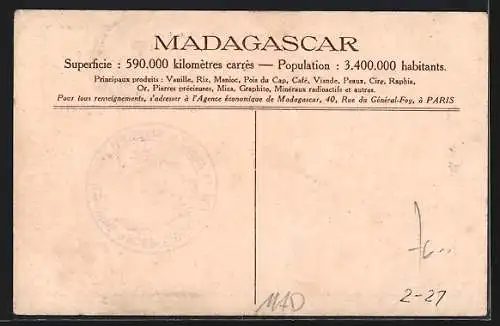 MADAGASCAR
Superficie : 590.000 kilomètres carrés — Population : 3.400.000 habitants.
Principaux produits : Vanille, Riz, Manioc, Pois du Cap, Café, Viande, Peaux, Cire, Raphia,
Or, Pierres précieuses, Mica, Graphite, Minéraux radioactifs et autres.
Pour tous renseignements, s'adresser à l'Agence économique de Madagascar, 40, Rue du Général-Foy, à PARIS
MAD
2-27